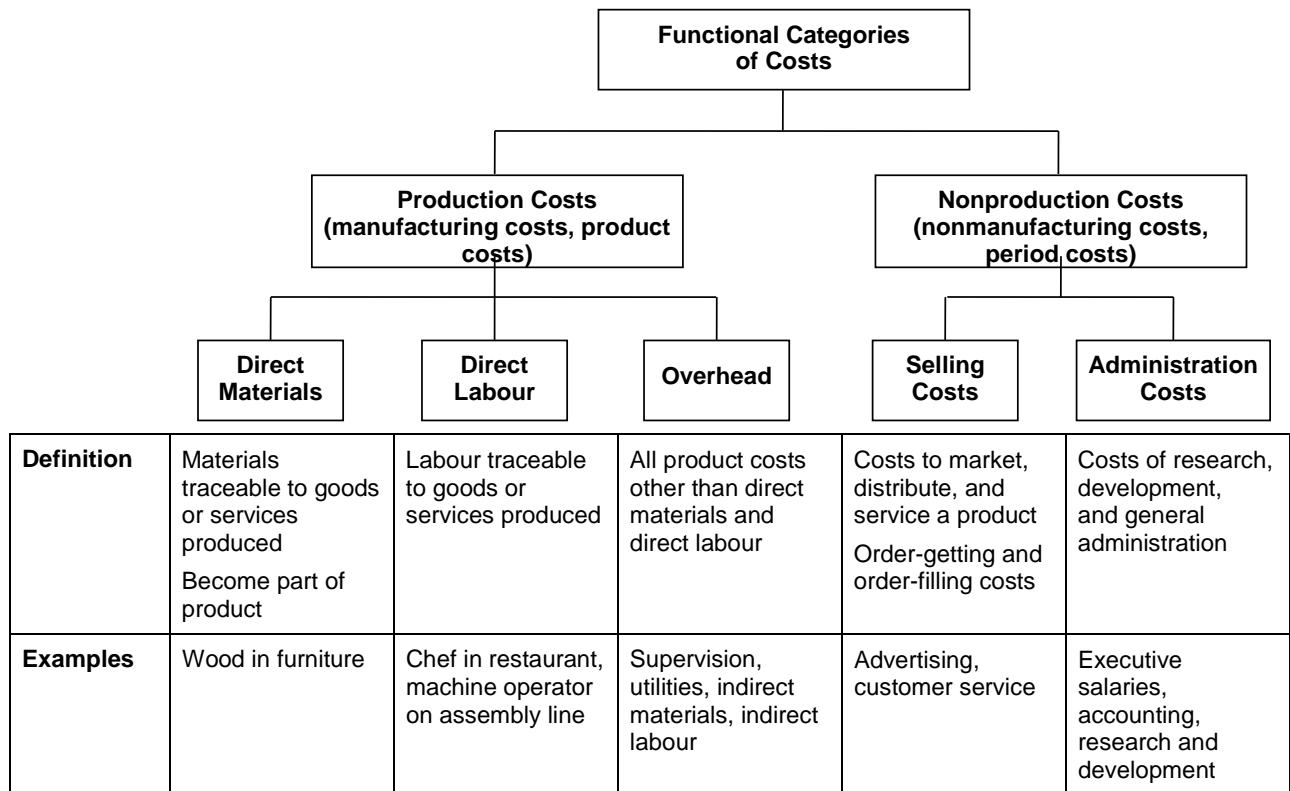 Functional Categories
of Costs
Production Costs
(manufacturing costs, product
costs)
Nonproduction Costs
(nonmanufacturing costs,
period costs)
Direct
Materials
Direct
Labour
Overhead
Selling
Costs
Administration
Costs
Definition
Materials
traceable to goods
or services
produced
Become part of
product
Labour traceable
to goods or
services produced
All product costs
other than direct
materials and
direct labour
Costs to market,
distribute, and
service a product
Order-getting and
order-filling costs
Costs of research,
development,
and general
administration
Examples
Wood in furniture
Chef in restaurant,
machine operator
on assembly line
Supervision,
utilities, indirect
materials, indirect
labour
Advertising,
customer service
Executive
salaries,
accounting,
research and
development